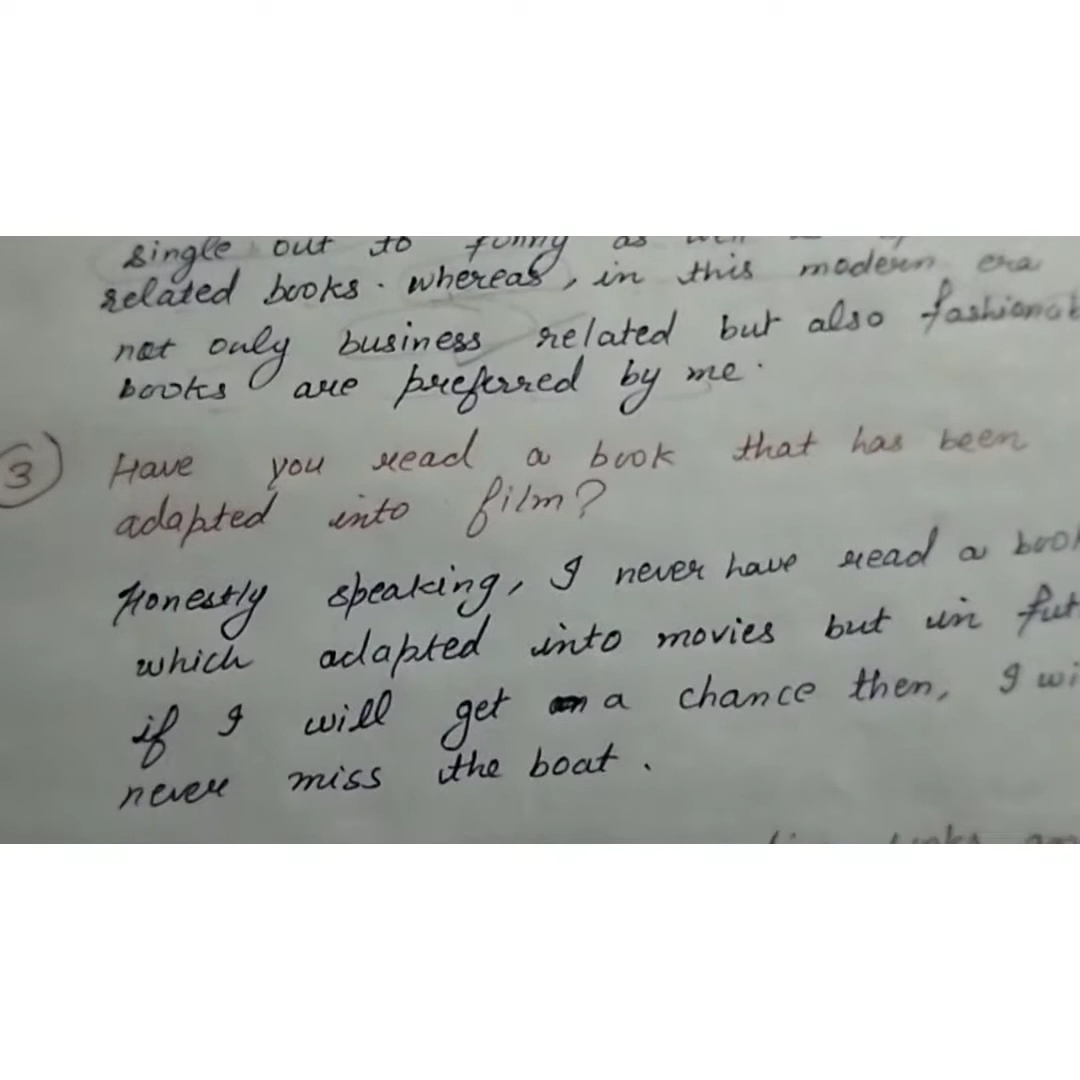 single out to funny as well
related books. whereas, in this modern era
not only business related but also
books are preferred by me.
3 Have you read a book that has been
adapted into film?
Honestly speaking, I never have read a
which adapted into movies but in
if I will get a chance then, I
never miss the boat.